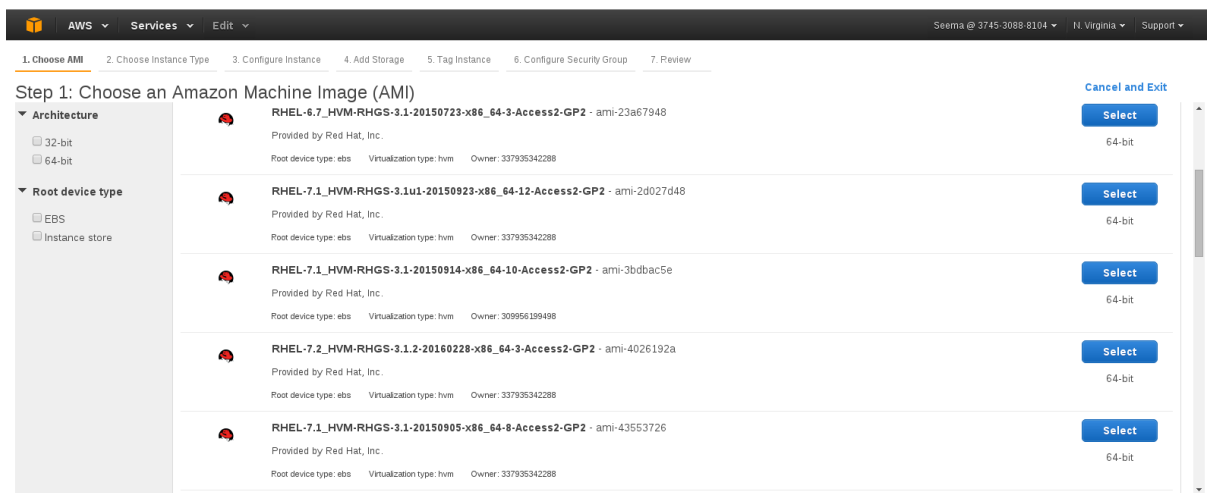 AWS Services Edit Seema @ 3745-3088-8104 N. Virginia Support
1. Choose AMI 2. Choose Instance Type 3. Configure Instance 4. Add Storage 5. Tag Instance 6. Configure Security Group 7. Review
Step 1: Choose an Amazon Machine Image (AMI) Cancel and Exit
Architecture
32-bit
64-bit
Root device type
EBS
Instance store
RHEL-6.7_HVM-RHGS-3.1-20150723-x86_64-3-Access2-GP2 - ami-23a67948
Provided by Red Hat, Inc.
Root device type: ebs Virtualization type: hvm Owner: 337935342288
Select
64-bit
RHEL-7.1_HVM-RHGS-3.1u1-20150923-x86_64-12-Access2-GP2 - ami-2d027d48
Provided by Red Hat, Inc.
Root device type: ebs Virtualization type: hvm Owner: 337935342288
Select
64-bit
RHEL-7.1_HVM-RHGS-3.1-20150914-x86_64-10-Access2-GP2 - ami-3bdbac5e
Provided by Red Hat, Inc.
Root device type: ebs Virtualization type: hvm Owner: 309956199498
Select
64-bit
RHEL-7.2_HVM-RHGS-3.1.2-20160228-x86_64-3-Access2-GP2 - ami-4026192a
Provided by Red Hat, Inc.
Root device type: ebs Virtualization type: hvm Owner: 337935342288
Select
64-bit
RHEL-7.1_HVM-RHGS-3.1-20150905-x86_64-8-Access2-GP2 - ami-43553726
Provided by Red Hat, Inc.
Root device type: ebs Virtualization type: hvm Owner: 337935342288
Select
64-bit